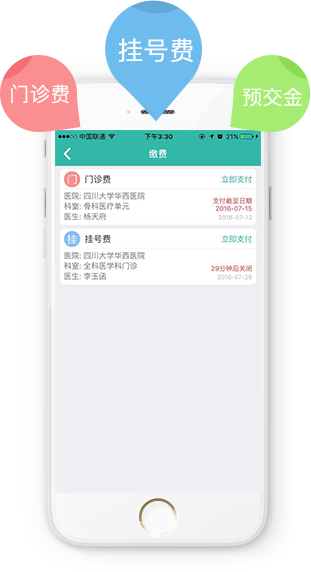 挂号费
门诊费
预交金
中国联通 下午3:30 21%
缴费
门 门诊费 立即支付
医院: 四川大学华西医院
科室: 骨科医疗单元 支付截至日期
2016-07-15
医生: 杨天府 2016-07-12
挂 挂号费 立即支付
医院: 四川大学华西医院
科室: 全科医学科门诊 29分钟后关闭
医生: 李玉函 2016-07-29